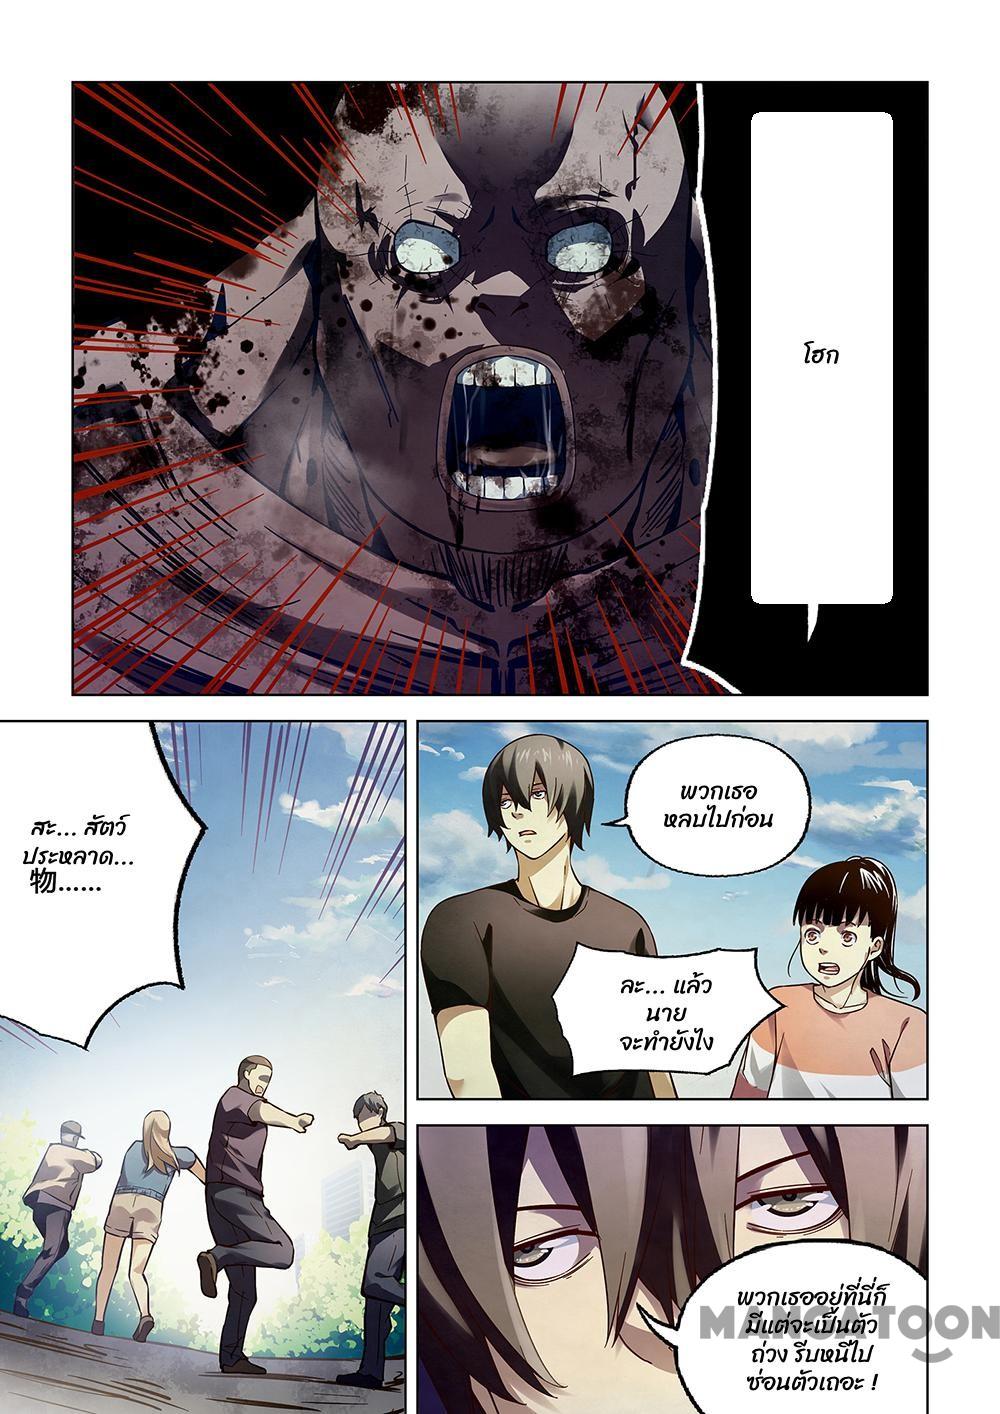 โฮก
พวกเธอ
หลบไปก่อน
ละ... แล้ว
นาย
จะทำยังไง
สะ... สัตว์
ประหลาด...
物......
พวกเธออยู่ที่นี่ก็
มีแต่จะเป็นตัว
ถ่วง รีบหนีไป
ซ่อนตัวเถอะ !
MANGATOON